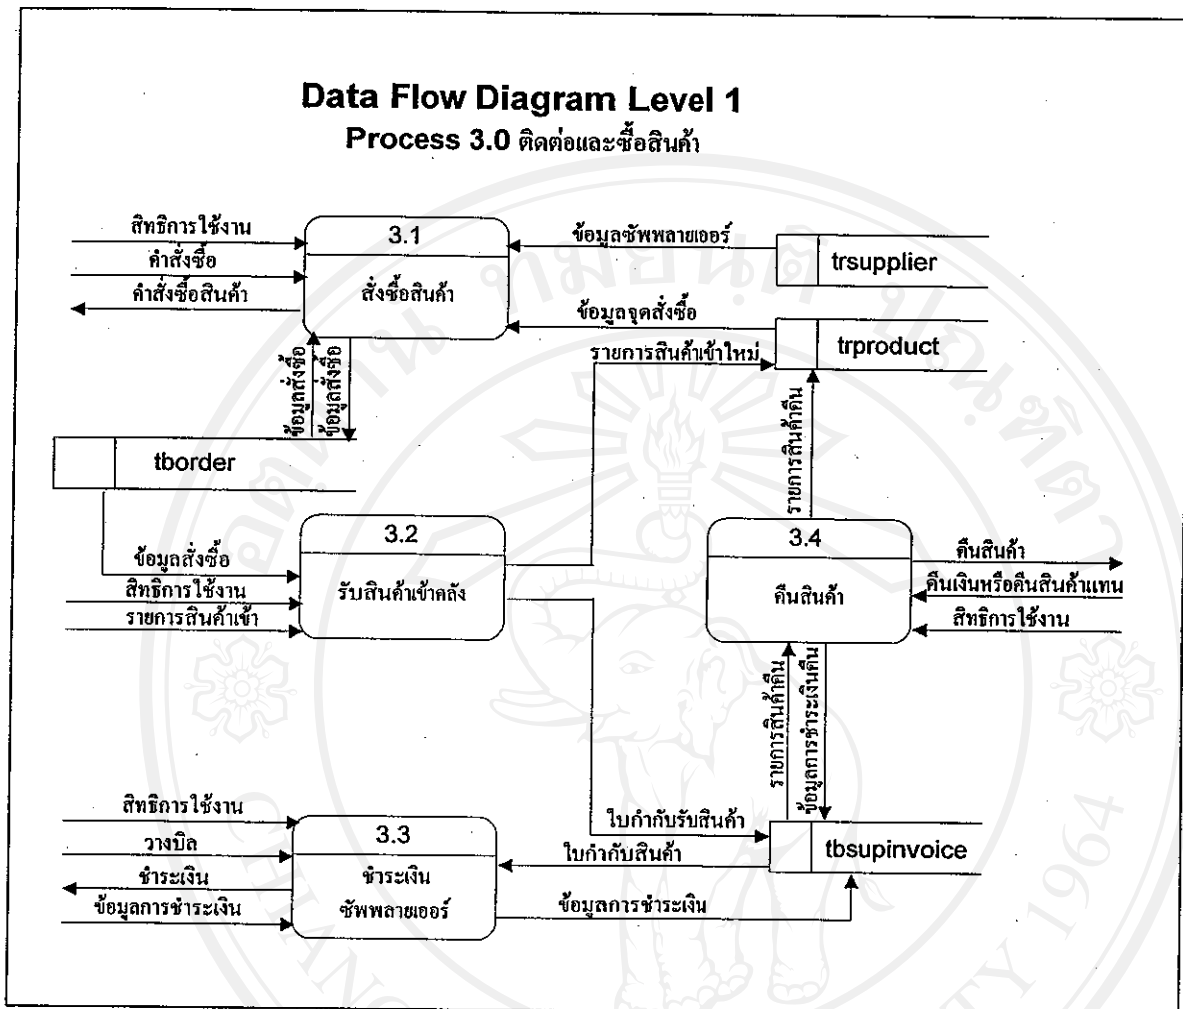 Data Flow Diagram Level 1
Process 3.0 ติดต่อและซื้อสินค้า
สิทธิการใช้งาน
คำสั่งซื้อ
คำสั่งซื้อสินค้า
3.1
สั่งซื้อสินค้า
ข้อมูลซัพพลายเออร์
trsupplier
ข้อมูลจุดสั่งซื้อ
trproduct
รายการสินค้าเข้าใหม่
ข้อมูลสั่งซื้อ
ข้อมูลสั่งซื้อ
tborder
รายการสินค้าคืน
3.2
รับสินค้าเข้าคลัง
ข้อมูลสั่งซื้อ
สิทธิการใช้งาน
รายการสินค้าเข้า
3.4
คืนสินค้า
คืนสินค้า
คืนเงินหรือคืนสินค้าแทน
สิทธิการใช้งาน
รายการสินค้าคืน
ข้อมูลการชำระเงินคืน
สิทธิการใช้งาน
วางบิล
ชำระเงิน
ข้อมูลการชำระเงิน
3.3
ชำระเงิน
ซัพพลายเออร์
ใบกำกับรับสินค้า
ใบกำกับสินค้า
ข้อมูลการชำระเงิน
tbsupinvoice